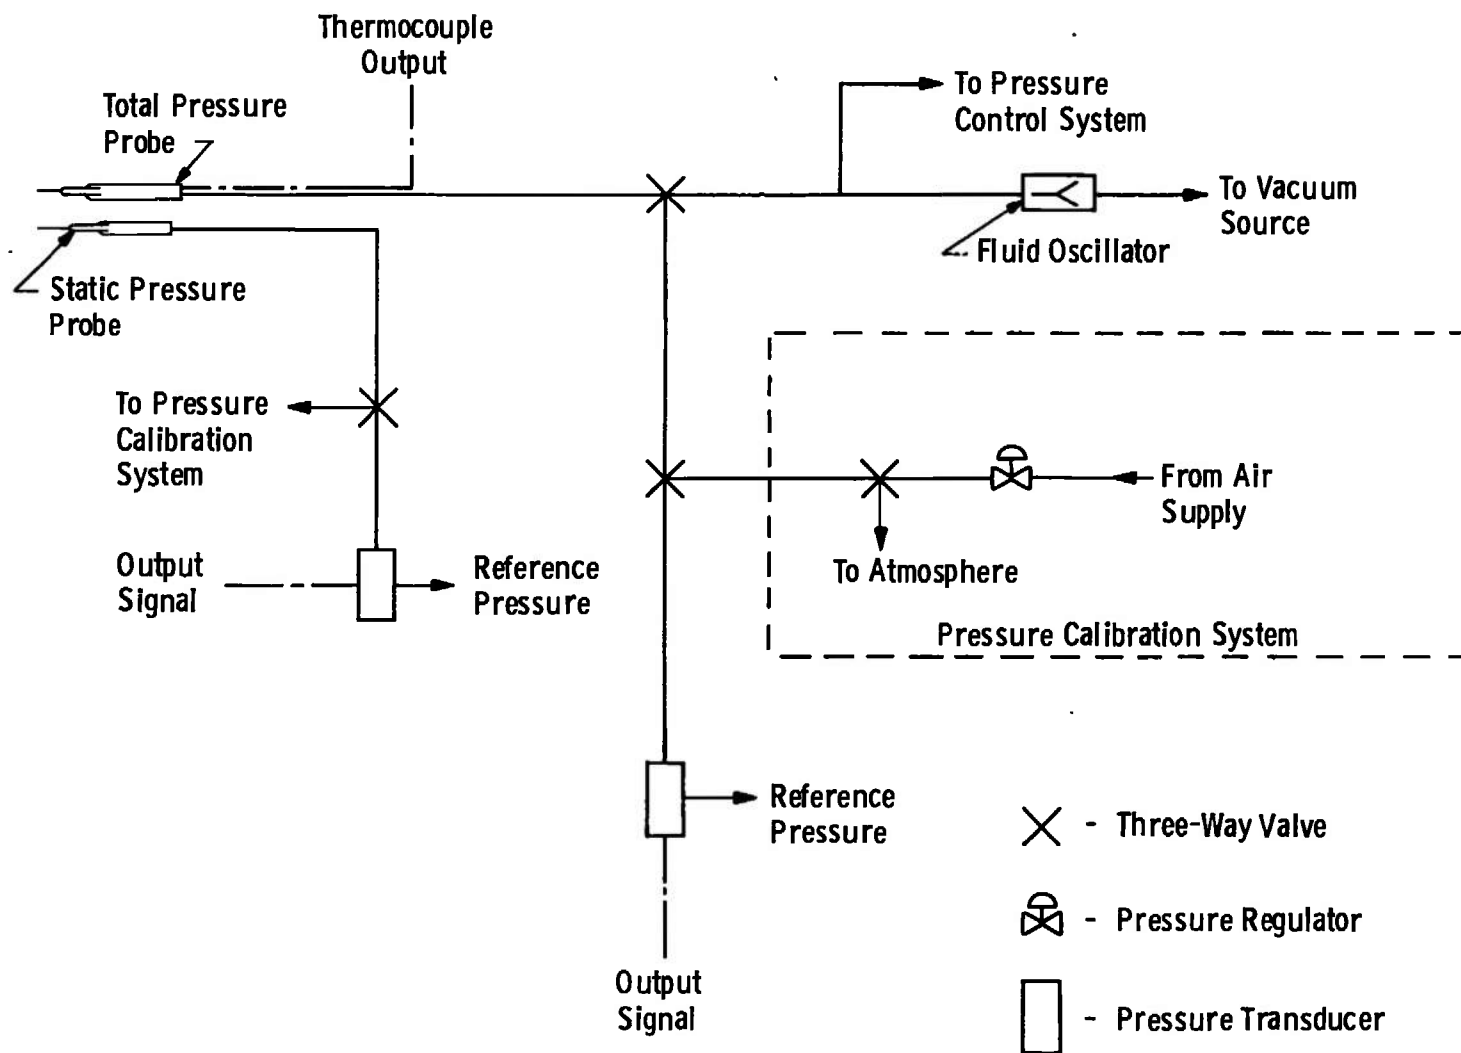 Thermocouple
Output
Total Pressure
Probe
To Pressure
Control System
To Vacuum
Source
Fluid Oscillator
Static Pressure
Probe
To Pressure
Calibration
System
From Air
Supply
To Atmosphere
Output
Signal
Reference
Pressure
Pressure Calibration System
Reference
Pressure
Output
Signal
- Three-Way Valve
- Pressure Regulator
- Pressure Transducer